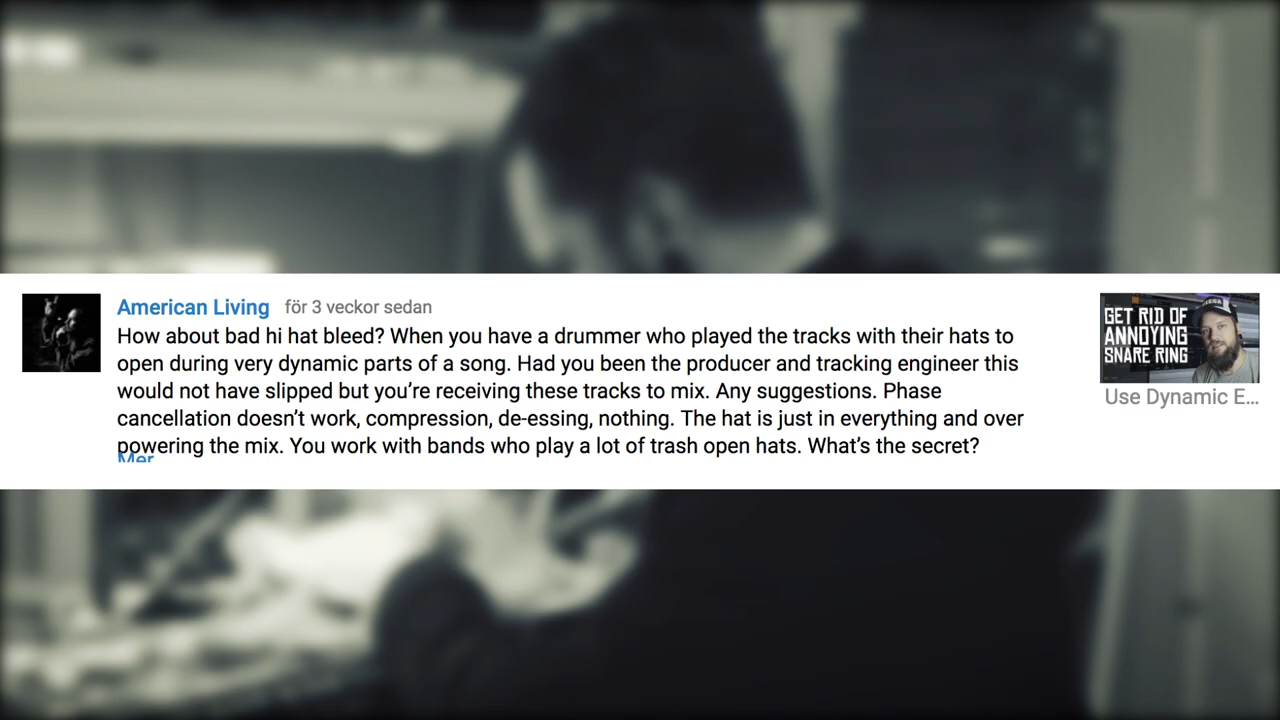 American Living för 3 veckor sedan
How about bad hi hat bleed? When you have a drummer who played the tracks with their hats to
open during very dynamic parts of a song. Had you been the producer and tracking engineer this
would not have slipped but you’re receiving these tracks to mix. Any suggestions. Phase
cancellation doesn’t work, compression, de-essing, nothing. The hat is just in everything and over
powering the mix. You work with bands who play a lot of trash open hats. What’s the secret?
Mer
GET RID OF
ANNOYING
SNARE RING
Use Dynamic E...